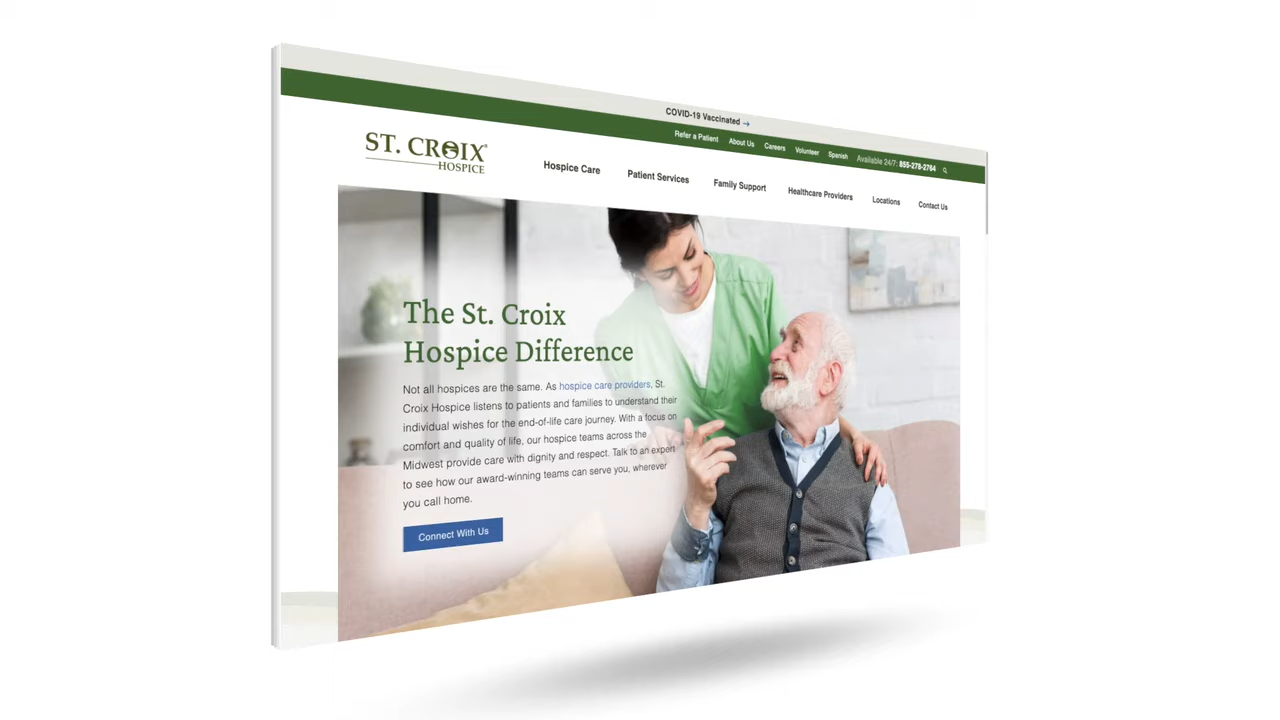 COVID-19 Vaccinated →
Refer a Patient About Us Careers Volunteer Spanish Available 24/7: 855-278-2764
ST. CROIX®
HOSPICE
Hospice Care Patient Services Family Support Healthcare Providers Locations Contact Us
The St. Croix
Hospice Difference
Not all hospices are the same. As hospice care providers, St.
Croix Hospice listens to patients and families to understand their
individual wishes for the end-of-life care journey. With a focus on
comfort and quality of life, our hospice teams across the
Midwest provide care with dignity and respect. Talk to an expert
to see how our award-winning teams can serve you, wherever
you call home.
Connect With Us